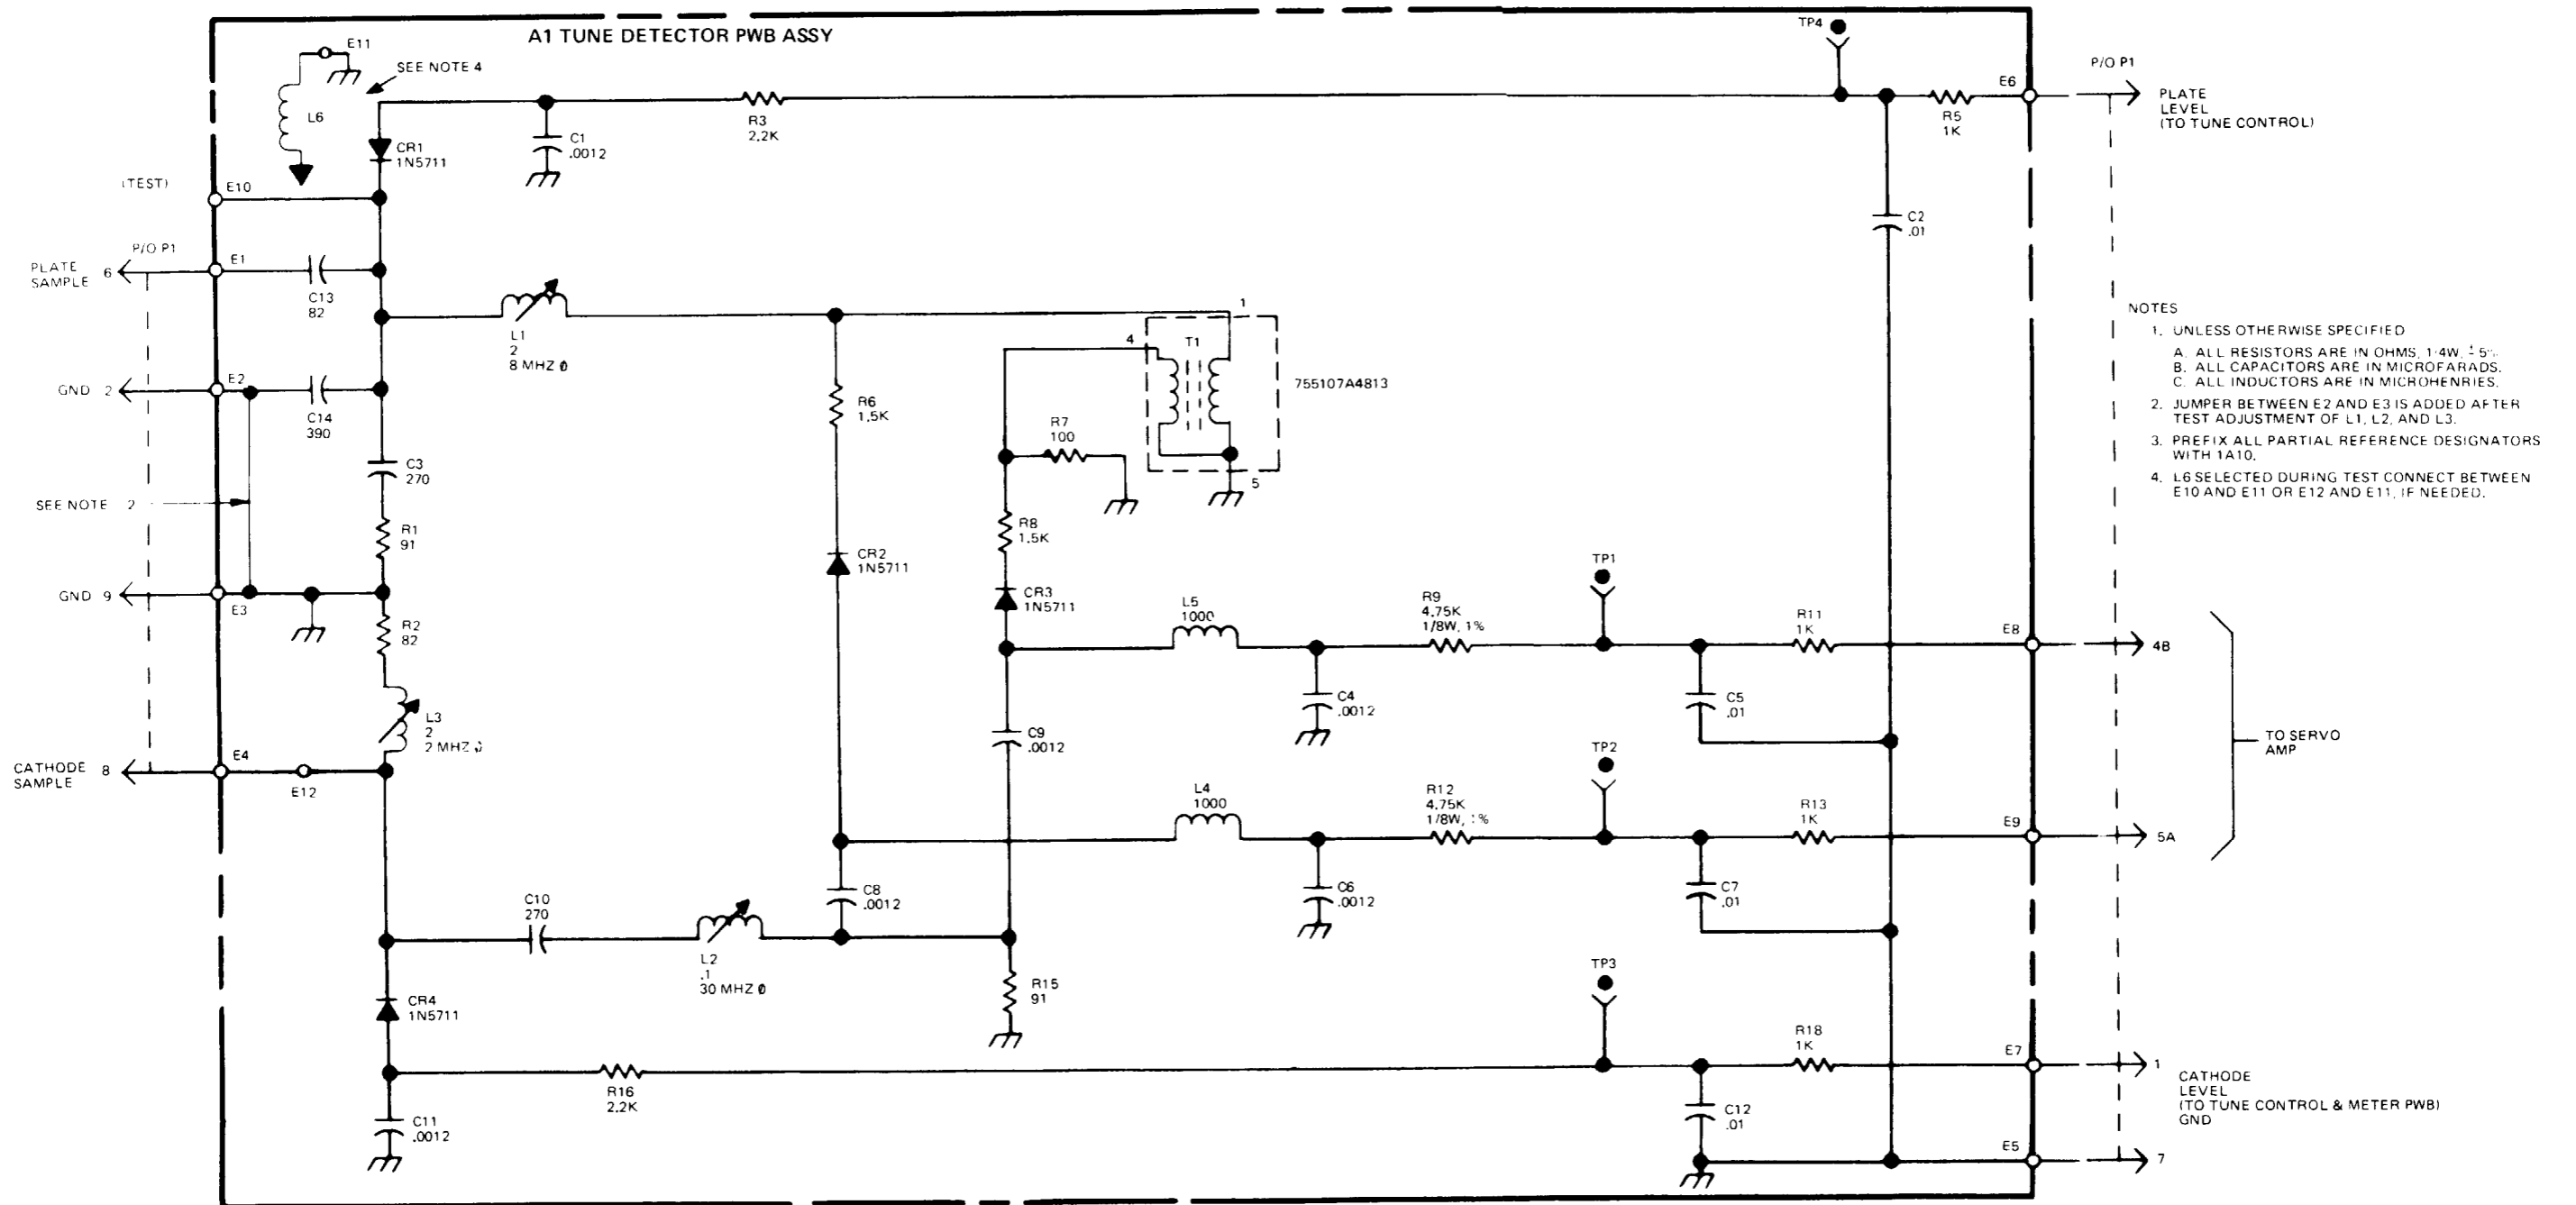 A1 TUNE DETECTOR PWB ASSY
E11
SEE NOTE 4
L6
CR1
1N5711
C1
.0012
R3
2.2K
TP4
E6
R5
1K
P/O P1
PLATE
LEVEL
(TO TUNE CONTROL)
(TEST)
E10
P/O P1
PLATE
SAMPLE
6
E1
C13
82
C2
.01
L1
2
8 MHZ
1
4
T1
755107A4813
5
GND 2
E2
C14
390
R6
1.5K
R7
100
C3
270
SEE NOTE 2
R1
91
R8
1.5K
CR2
1N5711
CR3
1N5711
GND 9
E3
R2
82
L5
1000
R9
4.75K
1/8W, 1%
TP1
R11
1K
E8
4B
C4
.0012
C5
.01
L3
2
2 MHZ
C9
.0012
CATHODE
SAMPLE
8
E4
E12
L4
1000
R12
4.75K
1/8W, 1%
TP2
R13
1K
E9
5A
TO SERVO
AMP
C8
.0012
C6
.0012
C7
.01
C10
270
L2
.1
30 MHZ
R15
91
CR4
1N5711
TP3
R18
1K
E7
1
R16
2.2K
C11
.0012
C12
.01
CATHODE
LEVEL
(TO TUNE CONTROL & METER PWB)
GND
E5
7
NOTES
1. UNLESS OTHERWISE SPECIFIED
A. ALL RESISTORS ARE IN OHMS, 1/4W, ±5%.
B. ALL CAPACITORS ARE IN MICROFARADS.
C. ALL INDUCTORS ARE IN MICROHENRIES.
2. JUMPER BETWEEN E2 AND E3 IS ADDED AFTER
TEST ADJUSTMENT OF L1, L2, AND L3.
3. PREFIX ALL PARTIAL REFERENCE DESIGNATORS
WITH 1A10.
4. L6 SELECTED DURING TEST CONNECT BETWEEN
E10 AND E11 OR E12 AND E11, IF NEEDED.